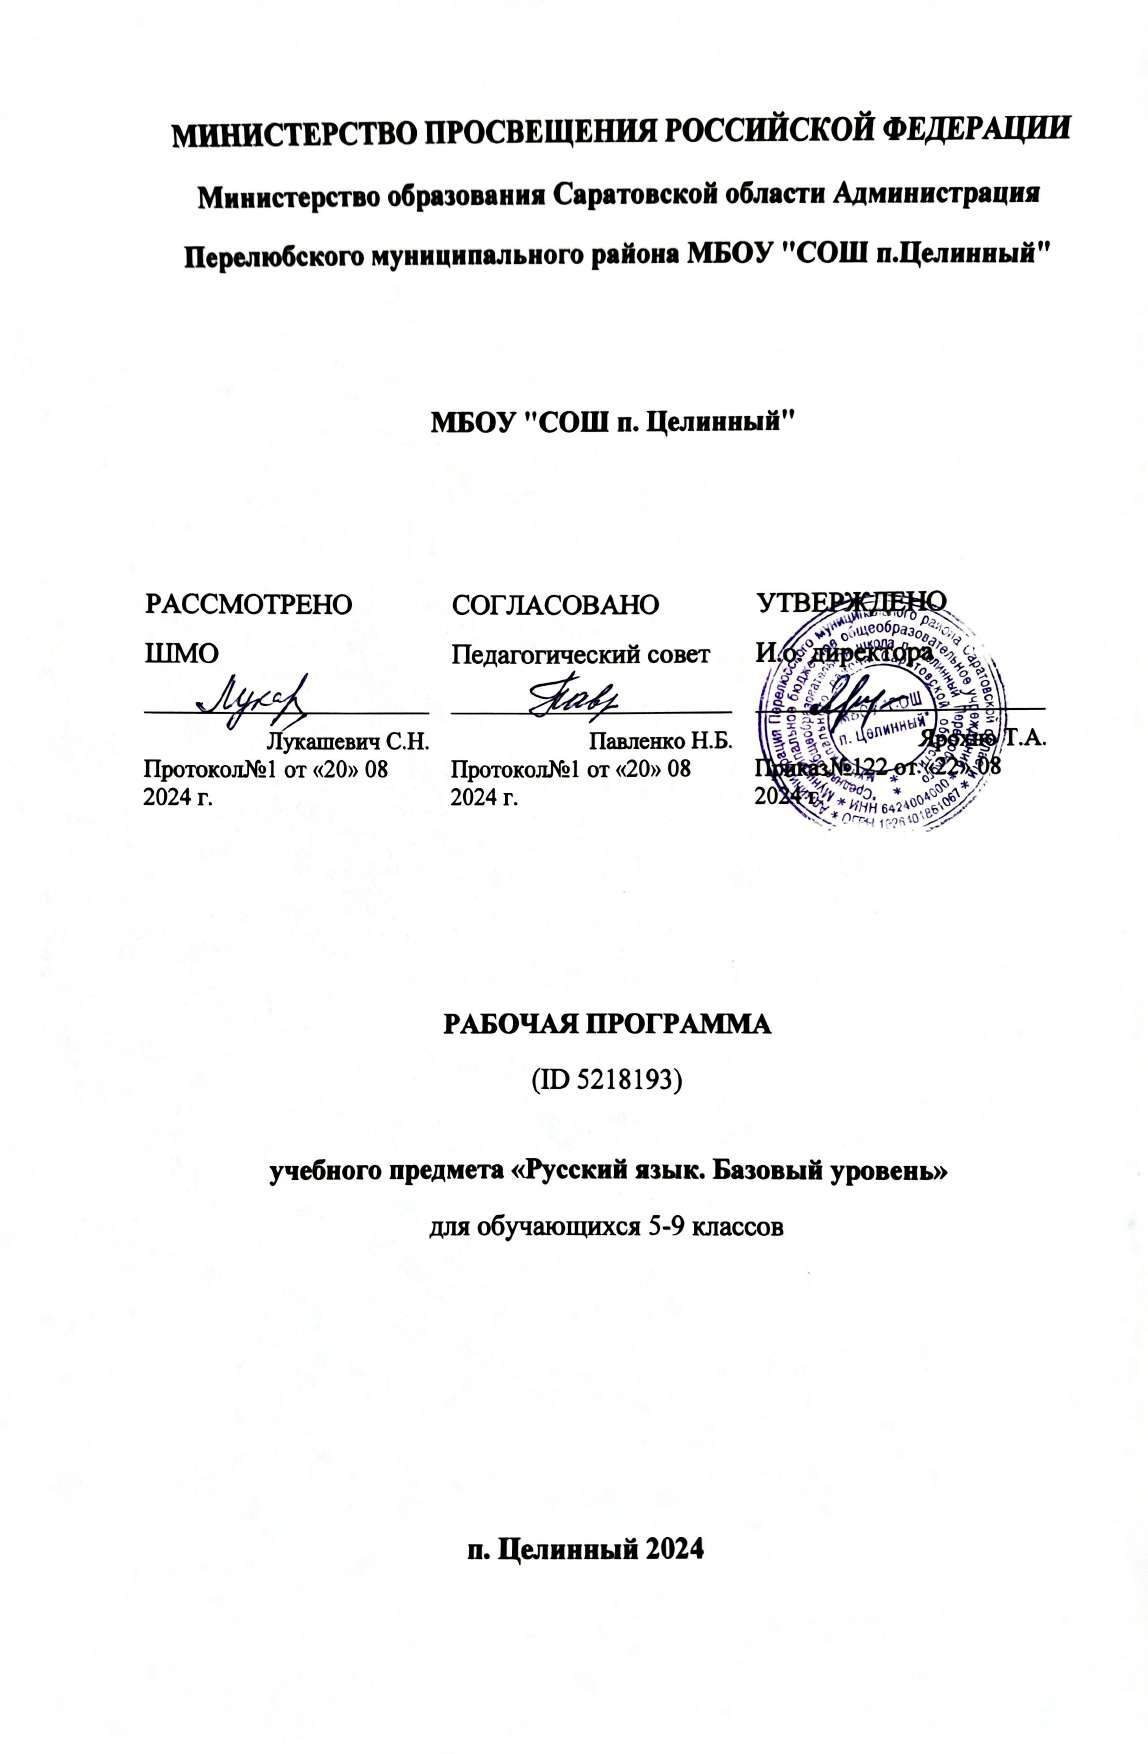 МИНИСТЕРСТВО ПРОСВЕЩЕНИЯ РОССИЙСКОЙ ФЕДЕРАЦИИ
Министерство образования Саратовской области Администрация
Перелюбского муниципального района МБОУ "СОШ п.Целинный"
МБОУ "СОШ п. Целинный"
РАССМОТРЕНО
ШМО
Лукашевич С.Н.
Протокол№1 от «20» 08
2024 г.
СОГЛАСОВАНО
Педагогический совет
Павленко Н.Б.
Протокол№1 от «20» 08
2024 г.
УТВЕРЖДЕНО
И.о. директора
Т.А.
Приказ№122 от «22» 08
2024 г.
п. Целинный
ИНН 6424004000
РАБОЧАЯ ПРОГРАММА
(ID 5218193)
учебного предмета «Русский язык. Базовый уровень»
для обучающихся 5-9 классов
п. Целинный 2024